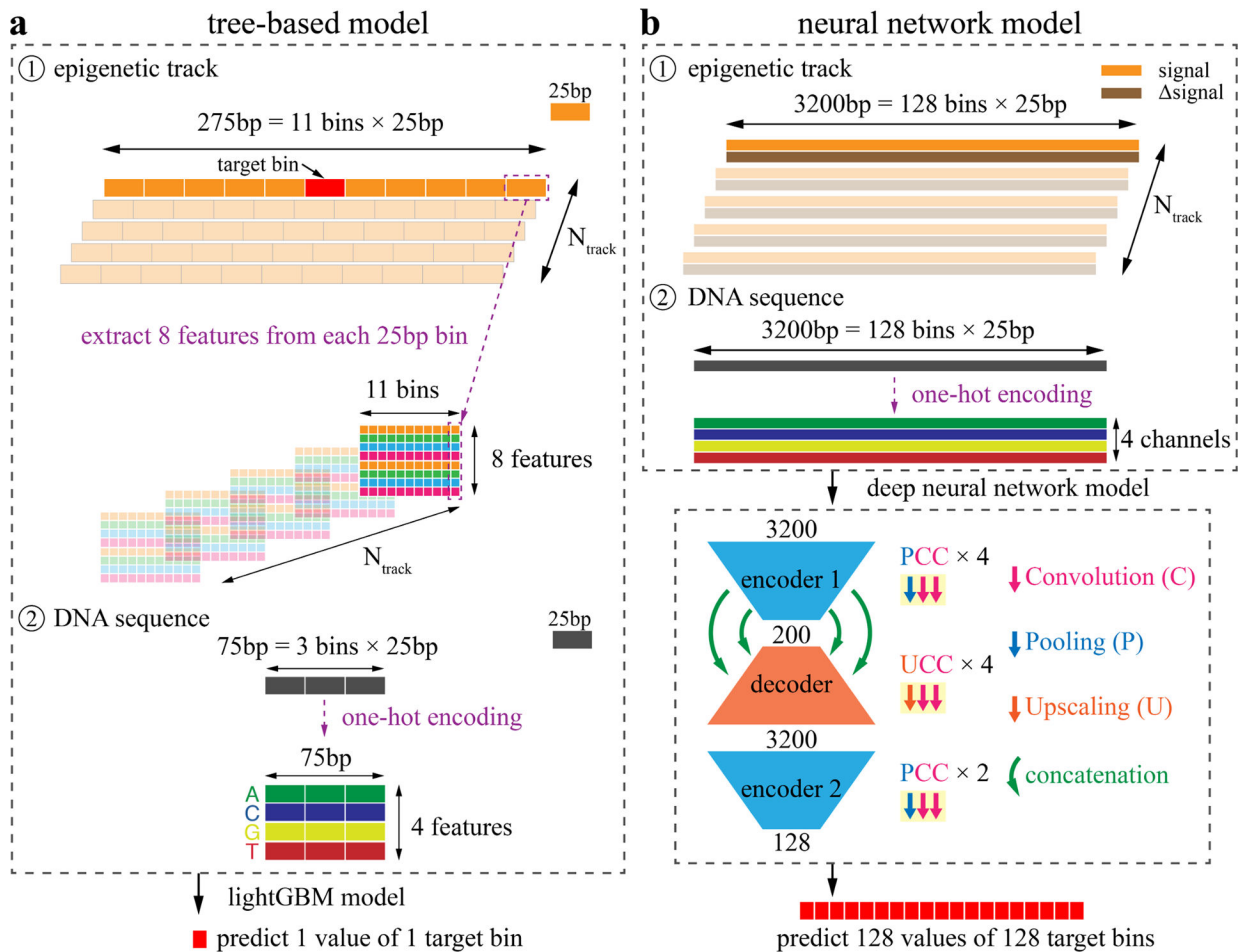 a tree-based model
① epigenetic track
25bp
275bp = 11 bins × 25bp
target bin
N_track
extract 8 features from each 25bp bin
11 bins
8 features
N_track
② DNA sequence
25bp
75bp = 3 bins × 25bp
one-hot encoding
75bp
A
C
G
T
4 features
lightGBM model
predict 1 value of 1 target bin
b neural network model
① epigenetic track
signal
Δsignal
3200bp = 128 bins × 25bp
N_track
② DNA sequence
3200bp = 128 bins × 25bp
one-hot encoding
4 channels
deep neural network model
3200
encoder 1
PCC × 4
Convolution (C)
200
Pooling (P)
decoder
UCC × 4
Upscaling (U)
3200
encoder 2
PCC × 2
concatenation
128
predict 128 values of 128 target bins